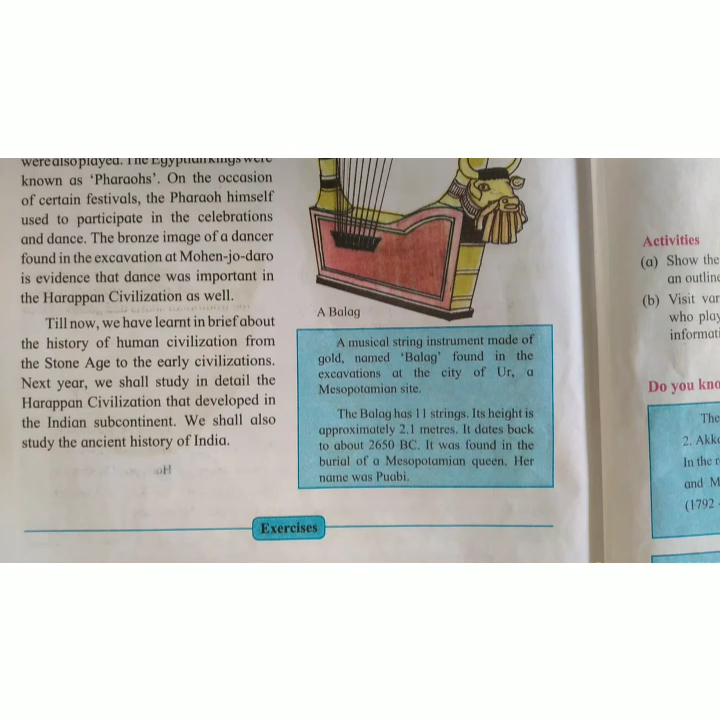 were also played. The Egyptian kings were
known as ‘Pharaohs’. On the occasion
of certain festivals, the Pharaoh himself
used to participate in the celebrations
and dance. The bronze image of a dancer
found in the excavation at Mohen-jo-daro
is evidence that dance was important in
the Harappan Civilization as well.
Till now, we have learnt in brief about
the history of human civilization from
the Stone Age to the early civilizations.
Next year, we shall study in detail the
Harappan Civilization that developed in
the Indian subcontinent. We shall also
study the ancient history of India.
A Balag
A musical string instrument made of
gold, named ‘Balag’ found in the
excavations at the city of Ur, a
Mesopotamian site.
The Balag has 11 strings. Its height is
approximately 2.1 metres. It dates back
to about 2650 BC. It was found in the
burial of a Mesopotamian queen. Her
name was Puabi.
Exercises
Activities
(a) Show the
an outline
(b) Visit var
who play
informati
Do you kno
The
2. Akka
In the r
and M
(1792 -